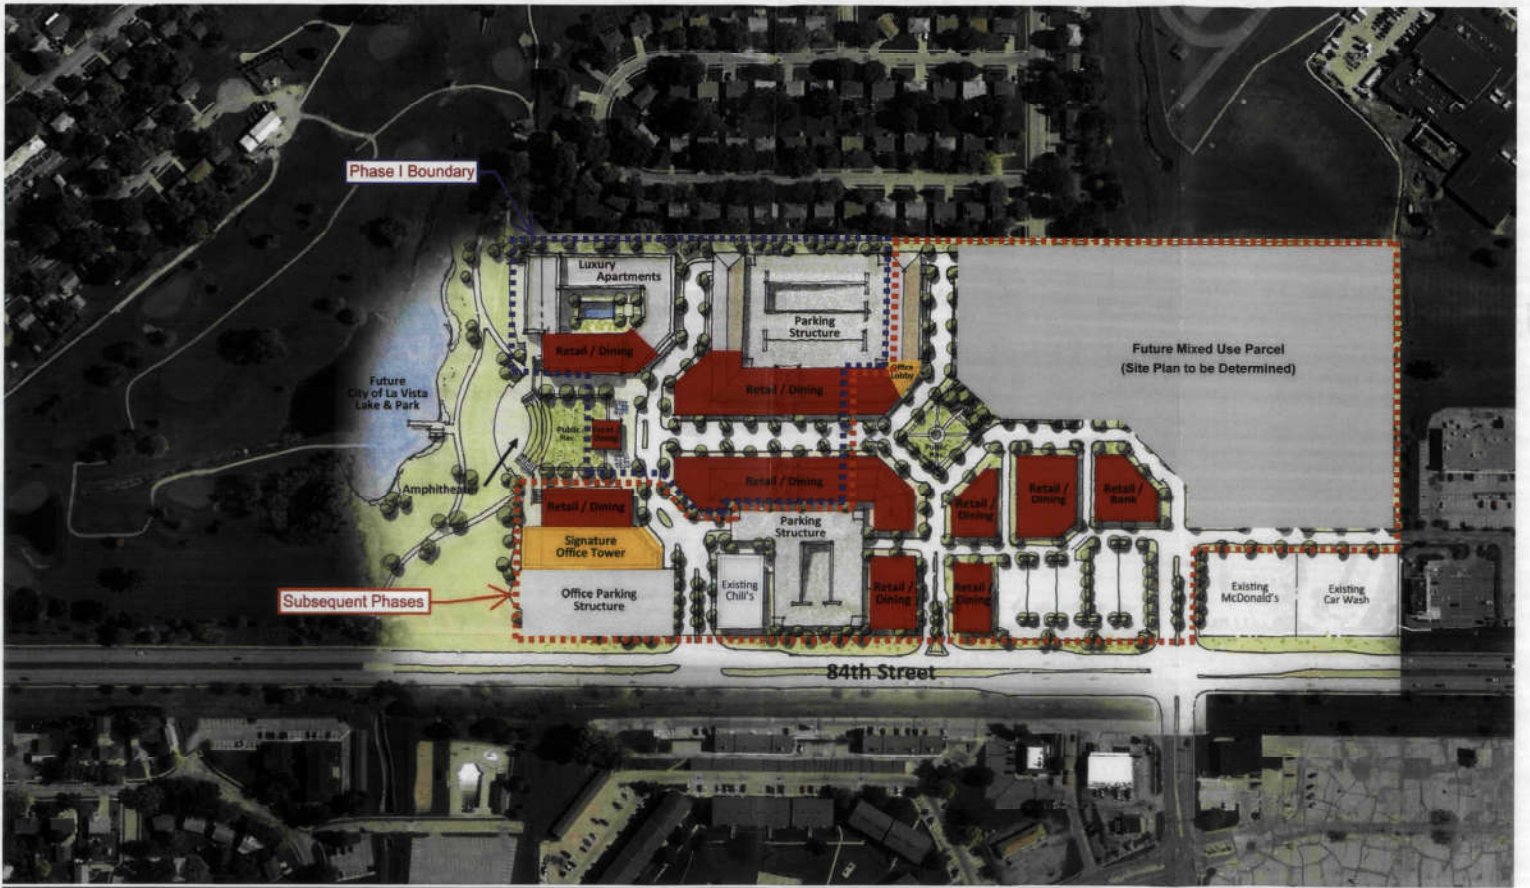 Phase I Boundary
Luxury
Apartments
Parking
Structure
Retail / Dining
Future Mixed Use Parcel
(Site Plan to be Determined)
Office
Lobby
Future
City of La Vista
Lake & Park
Retail / Dining
Public
Dining
Amphitheater
Retail / Dining
Retail /
Dining
Retail /
Dining
Retail /
Bank
Retail / Dining
Parking
Structure
Signature
Office Tower
Existing
Chili's
Office Parking
Structure
Retail /
Dining
Retail /
Dining
Existing
McDonald's
Existing
Car Wash
Subsequent Phases
84th Street